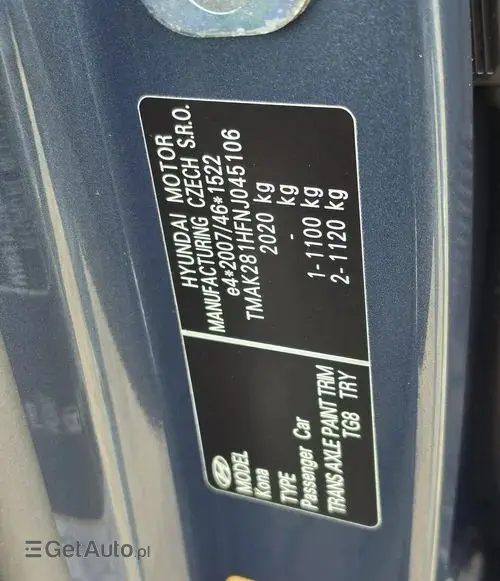 HYUNDAI MOTOR
MANUFACTURING CZECH S.R.O.
e4*2007/46*1522
TMAK281HFNJ045106
2020 kg
- kg
1-1100 kg
2-1120 kg
MODEL
Kona
TYPE
Passenger Car
TRANS AXLE PAINT TRIM
TG8 TRY
GetAuto.pl